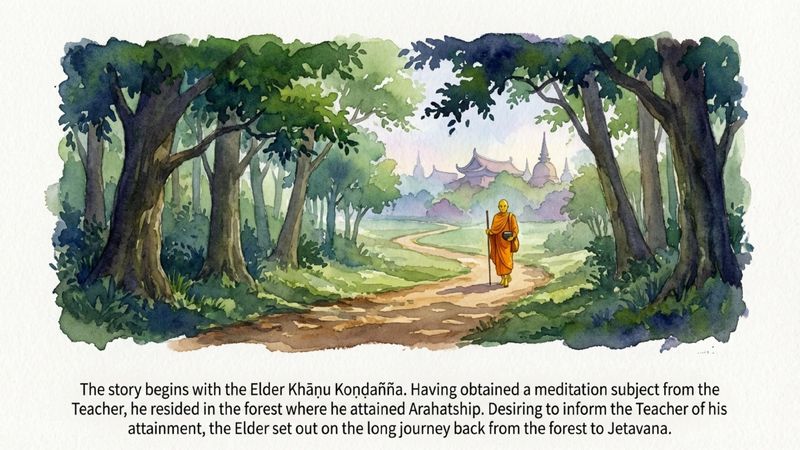 The story begins with the Elder Khāṇu Koṇḍañña. Having obtained a meditation subject from the
Teacher, he resided in the forest where he attained Arahatship. Desiring to inform the Teacher of his
attainment, the Elder set out on the long journey back from the forest to Jetavana.